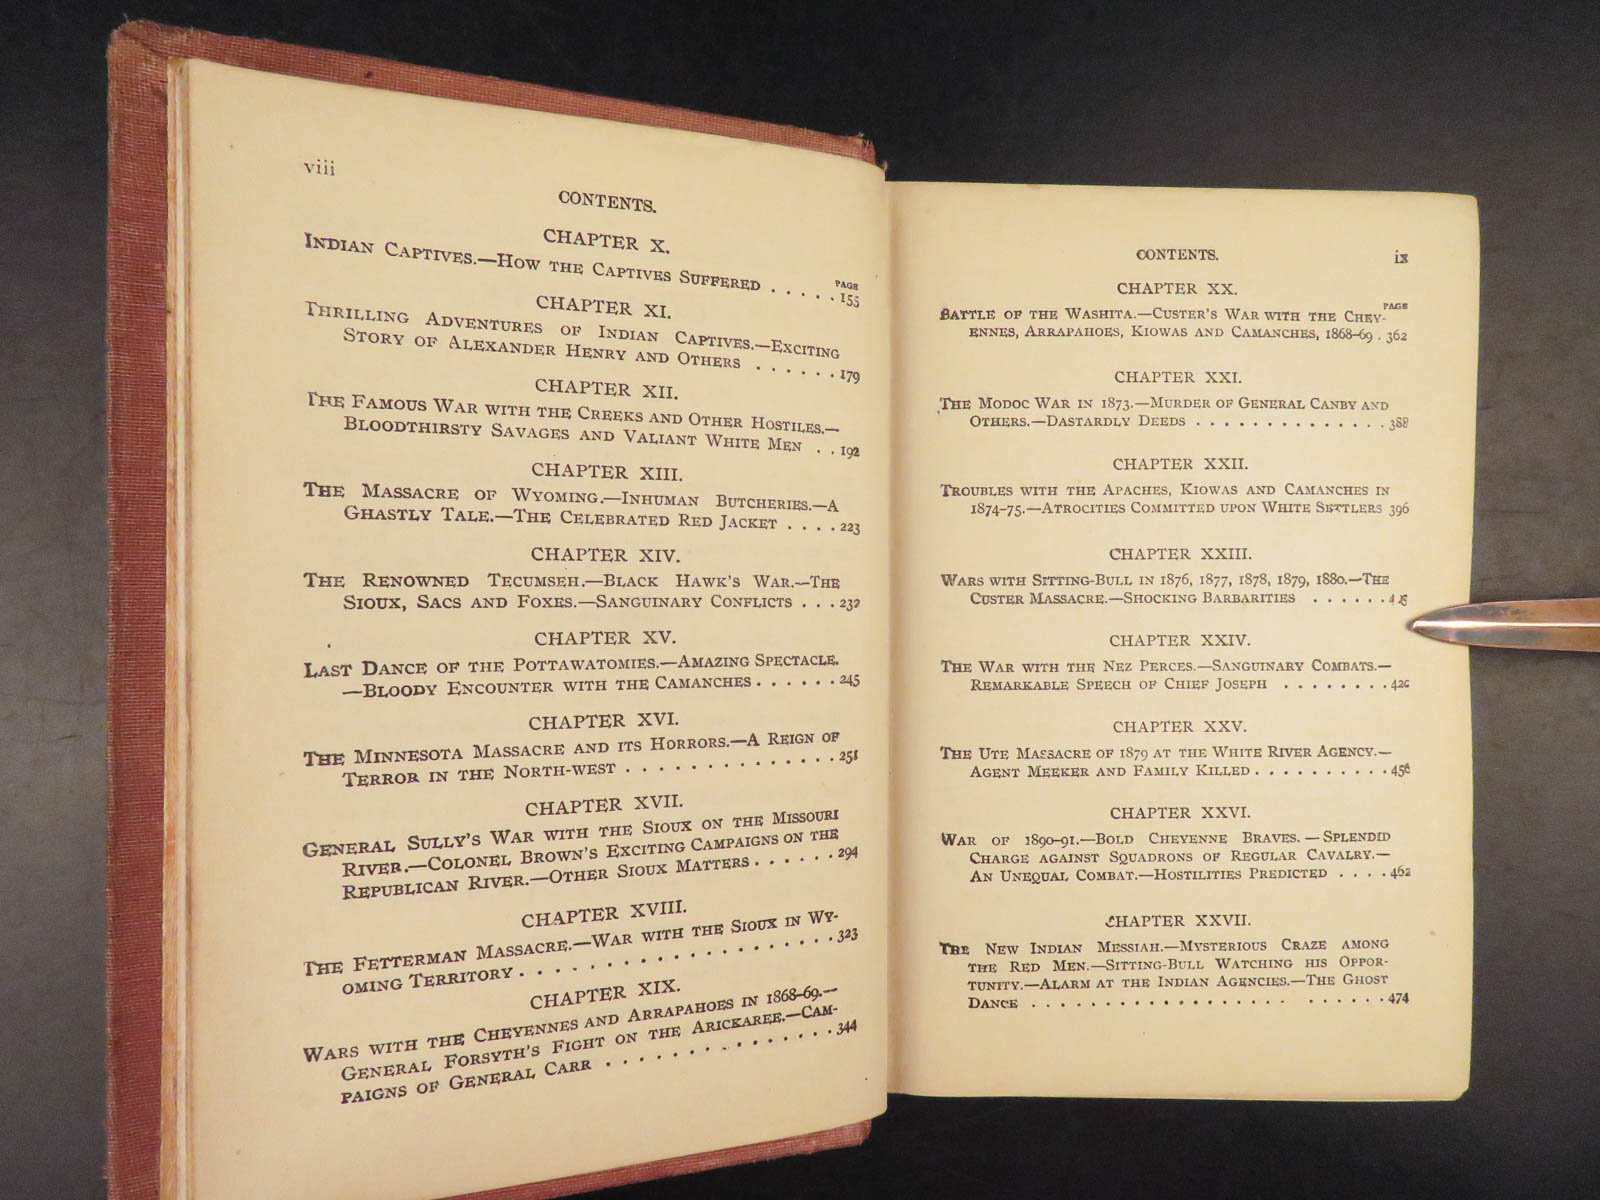 viii
CONTENTS.
CHAPTER X.
PAGE
INDIAN CAPTIVES.—HOW THE CAPTIVES SUFFERED . . . . . 155
CHAPTER XI.
THRILLING ADVENTURES OF INDIAN CAPTIVES.—EXCITING
STORY OF ALEXANDER HENRY AND OTHERS . . . . . . 179
CHAPTER XII.
THE FAMOUS WAR WITH THE CREEKS AND OTHER HOSTILES.—
BLOODTHIRSTY SAVAGES AND VALIANT WHITE MEN . . 192
CHAPTER XIII.
THE MASSACRE OF WYOMING.—INHUMAN BUTCHERIES.—A
GHASTLY TALE.—THE CELEBRATED RED JACKET . . . . 223
CHAPTER XIV.
THE RENOWNED TECUMSEH.—BLACK HAWK'S WAR.—THE
SIOUX, SACS AND FOXES.—SANGUINARY CONFLICTS . . . 232
CHAPTER XV.
LAST DANCE OF THE POTTAWATOMIES.—AMAZING SPECTACLE.
—BLOODY ENCOUNTER WITH THE CAMANCHES . . . . . . 245
CHAPTER XVI.
THE MINNESOTA MASSACRE AND ITS HORRORS.—A REIGN OF
TERROR IN THE NORTH-WEST . . . . . . . . . . . . . . 251
CHAPTER XVII.
GENERAL SULLY'S WAR WITH THE SIOUX ON THE MISSOURI
RIVER.—COLONEL BROWN'S EXCITING CAMPAIGNS ON THE
REPUBLICAN RIVER.—OTHER SIOUX MATTERS . . . . . . 294
CHAPTER XVIII.
THE FETTERMAN MASSACRE.—WAR WITH THE SIOUX IN WY-
OMING TERRITORY . . . . . . . . . . . . . . . . . . 323
CHAPTER XIX.
WARS WITH THE CHEYENNES AND ARRAPAHOES IN 1868-69.—
GENERAL FORSYTH'S FIGHT ON THE ARICKAREE.—CAM-
PAIGNS OF GENERAL CARR . . . . . . . . . . . . . . 344
CONTENTS. ix
CHAPTER XX.
PAGE
BATTLE OF THE WASHITA.—CUSTER'S WAR WITH THE CHEY-
ENNES, ARRAPAHOES, KIOWAS AND CAMANCHES, 1868-69 . 362
CHAPTER XXI.
THE MODOC WAR IN 1873.—MURDER OF GENERAL CANBY AND
OTHERS.—DASTARDLY DEEDS . . . . . . . . . . . . . . 388
CHAPTER XXII.
TROUBLES WITH THE APACHES, KIOWAS AND CAMANCHES IN
1874-75.—ATROCITIES COMMITTED UPON WHITE SETTLERS 396
CHAPTER XXIII.
WARS WITH SITTING-BULL IN 1876, 1877, 1878, 1879, 1880.—THE
CUSTER MASSACRE.—SHOCKING BARBARITIES . . . . . .
CHAPTER XXIV.
THE WAR WITH THE NEZ PERCES.—SANGUINARY COMBATS.—
REMARKABLE SPEECH OF CHIEF JOSEPH . . . . . . . .
CHAPTER XXV.
THE UTE MASSACRE OF 1879 AT THE WHITE RIVER AGENCY.—
AGENT MEEKER AND FAMILY KILLED . . . . . . . . . .
CHAPTER XXVI.
WAR OF 1890-91.—BOLD CHEYENNE BRAVES.—SPLENDID
CHARGE AGAINST SQUADRONS OF REGULAR CAVALRY.—
AN UNEQUAL COMBAT.—HOSTILITIES PREDICTED . . . . 462
CHAPTER XXVII.
THE NEW INDIAN MESSIAH.—MYSTERIOUS CRAZE AMONG
THE RED MEN.—SITTING-BULL WATCHING HIS OPPOR-
TUNITY.—ALARM AT THE INDIAN AGENCIES.—THE GHOST
DANCE . . . . . . . . . . . . . . . . . . . . . . 474